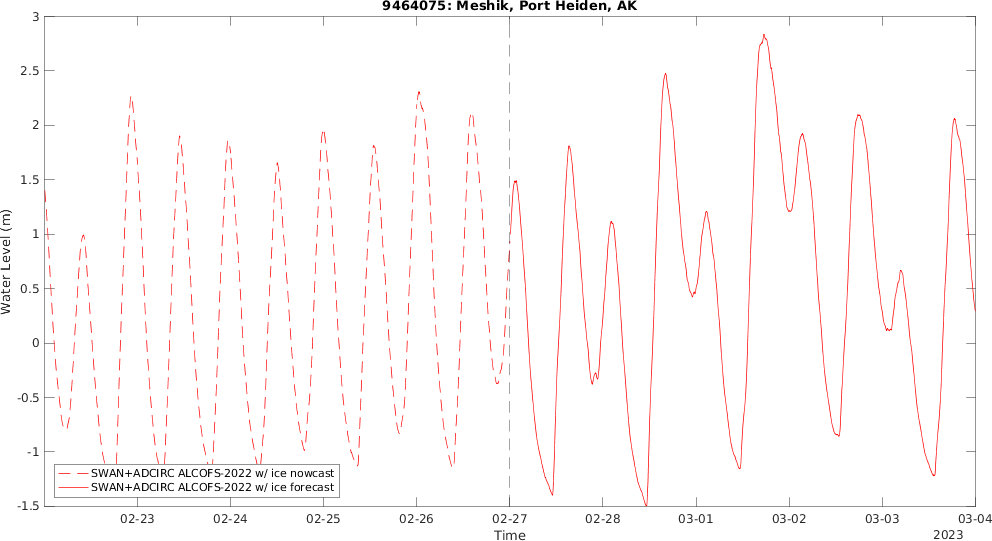 9464075: Meshik, Port Heiden, AK
Water Level (m)
3
2.5
2
1.5
1
0.5
0
-0.5
-1
-1.5
SWAN+ADCIRC ALCOFS-2022 w/ ice nowcast
SWAN+ADCIRC ALCOFS-2022 w/ ice forecast
02-23 02-24 02-25 02-26 02-27 02-28 03-01 03-02 03-03 03-04
Time
2023